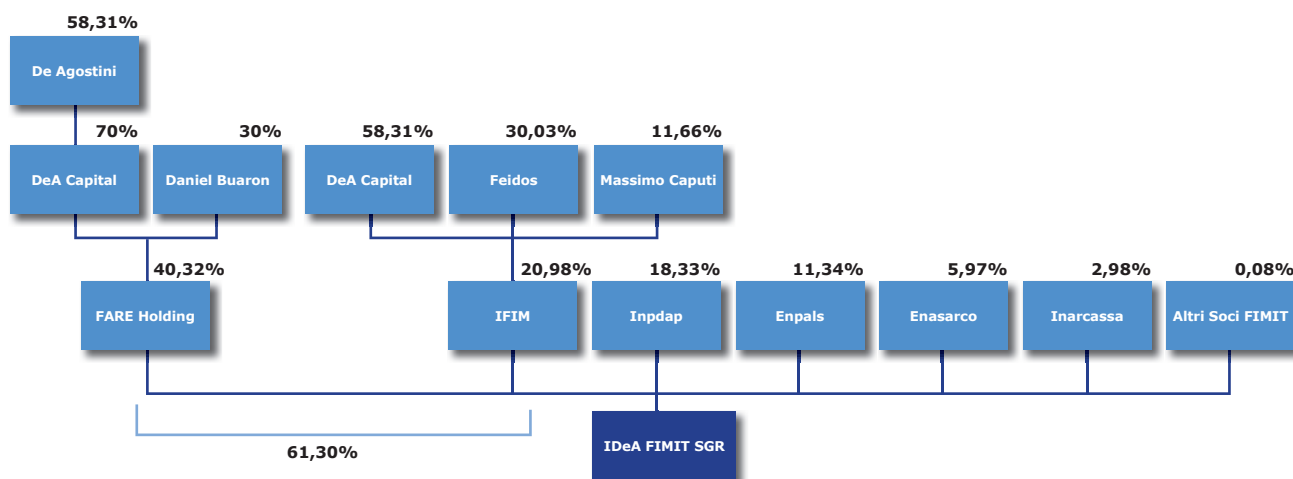 58,31%
De Agostini
70%
30%
58,31%
30,03%
11,66%
DeA Capital
Daniel Buaron
DeA Capital
Feidos
Massimo Caputi
40,32%
20,98%
18,33%
11,34%
5,97%
2,98%
0,08%
FARE Holding
IFIM
Inpdap
Enpals
Enasarco
Inarcassa
Altri Soci FIMIT
61,30%
IDeA FIMIT SGR